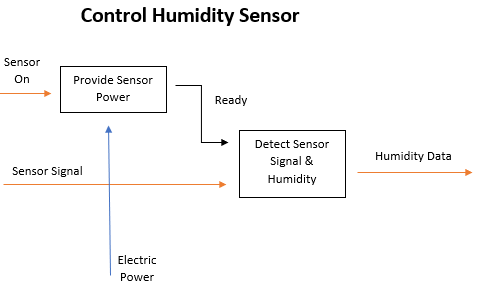 Control Humidity Sensor
Sensor
On
Provide Sensor
Power
Ready
Detect Sensor
Signal &
Humidity
Humidity Data
Sensor Signal
Electric
Power